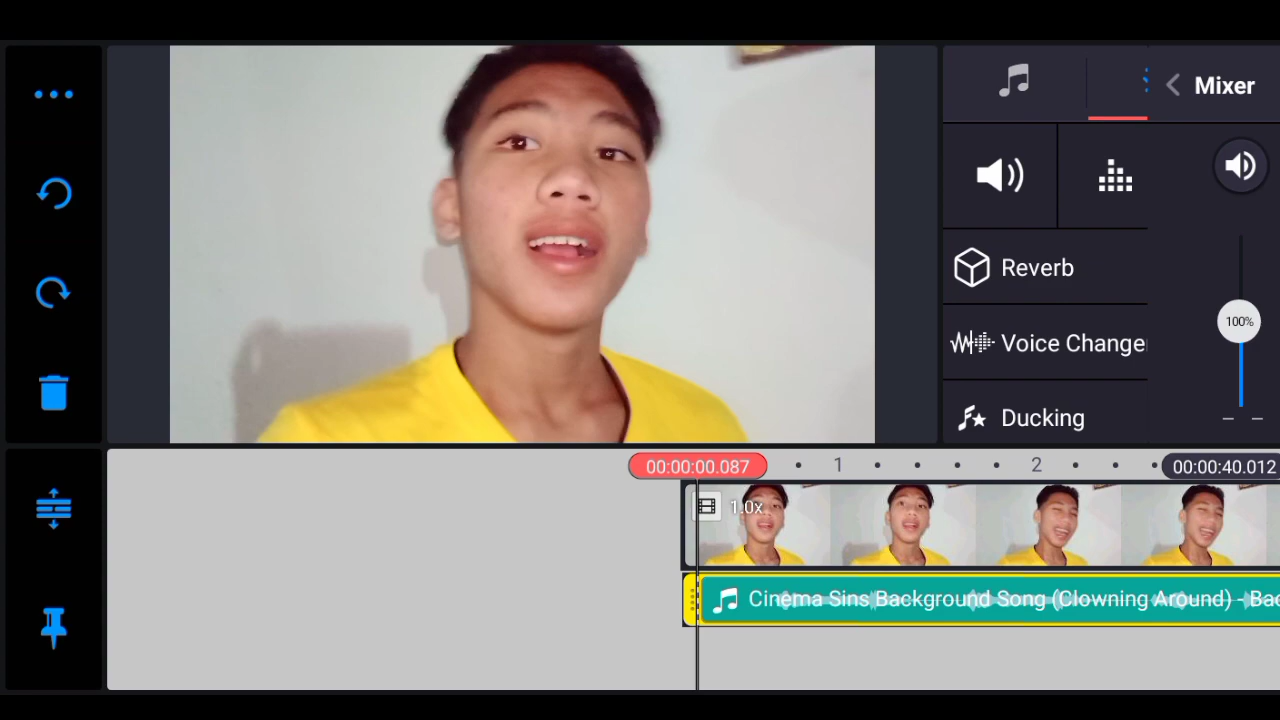 Mixer
Reverb
Voice Change
100%
Ducking
00:00:00.087
1
2
00:00:40.012
1.0x
Cinema Sins Background Song (Clowning Around) - Bac